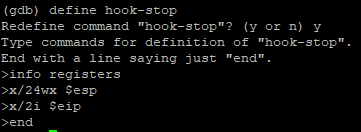 (gdb) define hook-stop
Redefine command "hook-stop"? (y or n) y
Type commands for definition of "hook-stop".
End with a line saying just "end".
>info registers
>x/24wx $esp
>x/2i $eip
>end